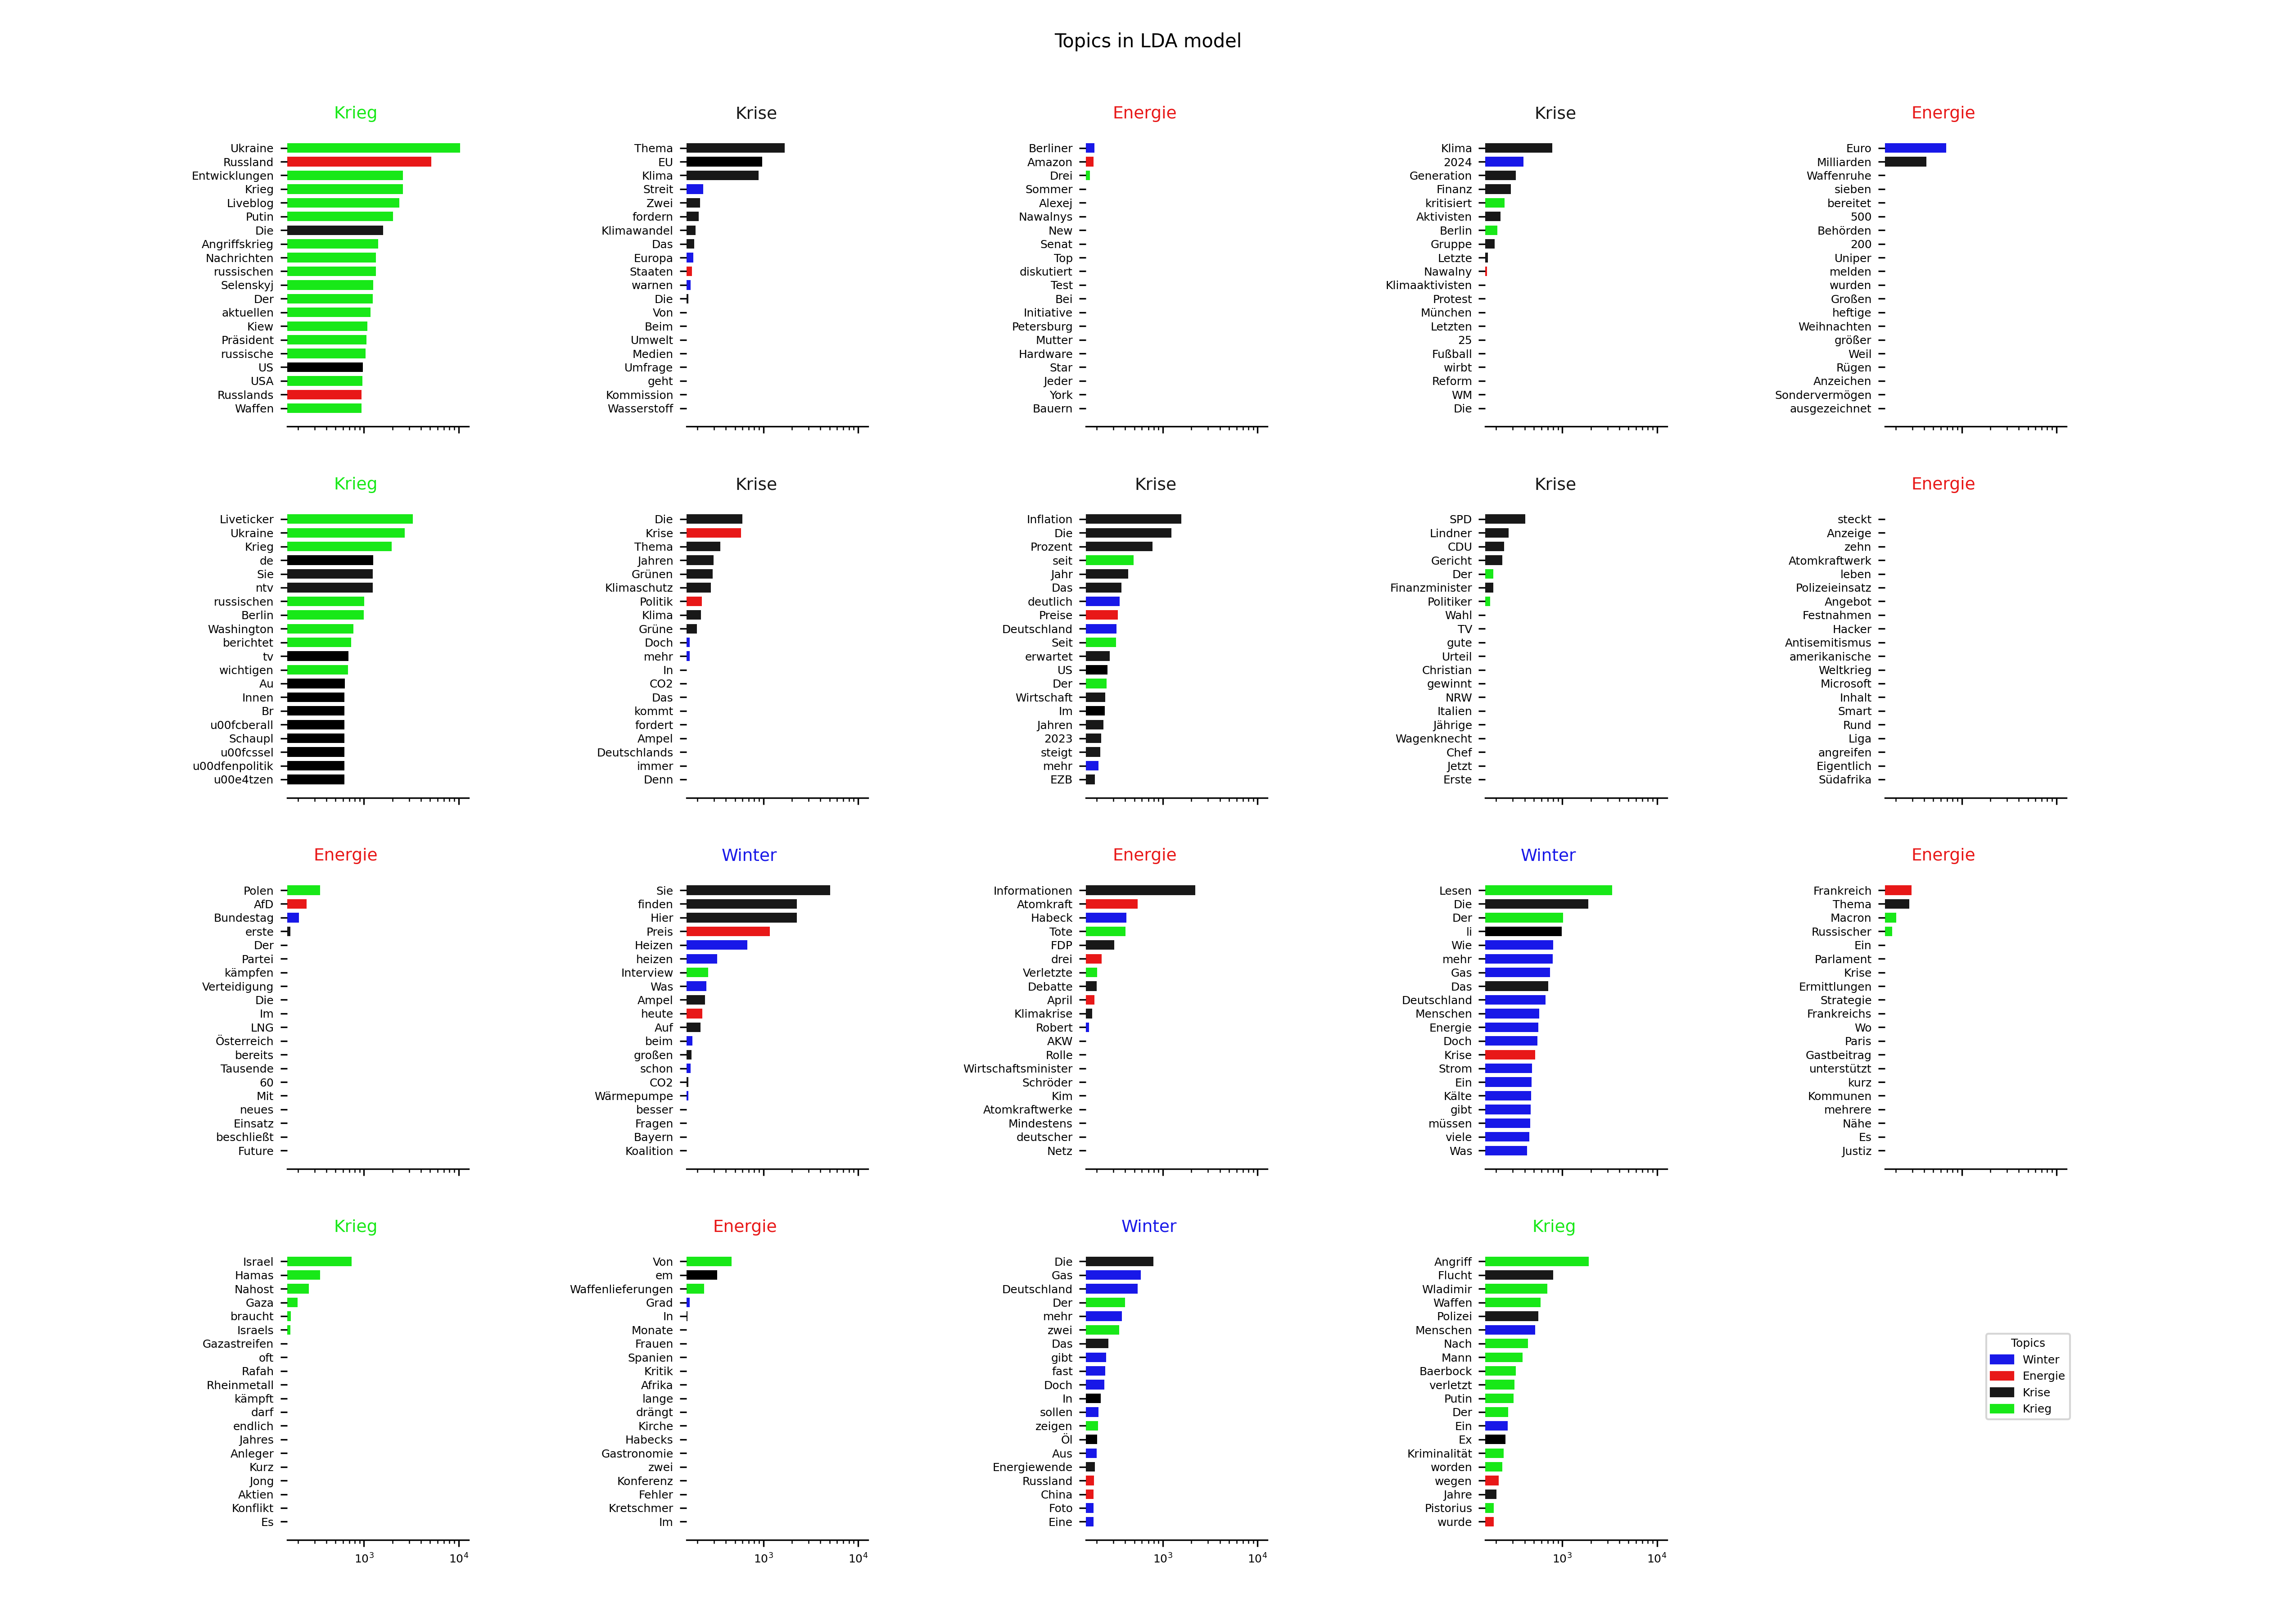 Topics in LDA model
Krieg
Ukraine
Russland
Entwicklungen
Krieg
Liveblog
Putin
Die
Angriffskrieg
Nachrichten
russischen
Selenskyj
Der
aktuellen
Kiew
Präsident
russische
US
USA
Russlands
Waffen
Krise
Thema
EU
Klima
Streit
Zwei
fordern
Klimawandel
Das
Europa
Staaten
warnen
Die
Von
Beim
Umwelt
Medien
Umfrage
geht
Kommission
Wasserstoff
Energie
Berliner
Amazon
Drei
Sommer
Alexej
Nawalnys
New
Senat
Top
diskutiert
Test
Bei
Initiative
Petersburg
Mutter
Hardware
Star
Jeder
York
Bauern
Krise
Klima
2024
Generation
Finanz
kritisiert
Aktivisten
Berlin
Gruppe
Letzte
Nawalny
Klimaaktivisten
Protest
München
Letzten
25
Fußball
wirbt
Reform
WM
Die
Energie
Euro
Milliarden
Waffenruhe
sieben
bereitet
500
Behörden
200
Uniper
melden
wurden
Großen
heftige
Weihnachten
größer
Weil
Rügen
Anzeichen
Sondervermögen
ausgezeichnet
Krieg
Liveticker
Ukraine
Krieg
de
Sie
ntv
russischen
Berlin
Washington
berichtet
tv
wichtigen
Au
Innen
Br
u00fcberall
Schaupl
u00fcssel
u00dfenpolitik
u00e4tzen
Krise
Die
Krise
Thema
Jahren
Grünen
Klimaschutz
Politik
Klima
Grüne
Doch
mehr
In
CO2
Das
kommt
fordert
Ampel
Deutschlands
immer
Denn
Krise
Inflation
Die
Prozent
seit
Jahr
Das
deutlich
Preise
Deutschland
Seit
erwartet
US
Der
Wirtschaft
Im
Jahren
2023
steigt
mehr
EZB
Krise
SPD
Lindner
CDU
Gericht
Der
Finanzminister
Politiker
Wahl
TV
gute
Urteil
Christian
gewinnt
NRW
Italien
Jährige
Wagenknecht
Chef
Jetzt
Erste
Energie
steckt
Anzeige
zehn
Atomkraftwerk
leben
Polizeieinsatz
Angebot
Festnahmen
Hacker
Antisemitismus
amerikanische
Weltkrieg
Microsoft
Inhalt
Smart
Rund
Liga
angreifen
Eigentlich
Südafrika
Energie
Polen
AfD
Bundestag
erste
Der
Partei
kämpfen
Verteidigung
Die
Im
LNG
Österreich
bereits
Tausende
60
Mit
neues
Einsatz
beschließt
Future
Winter
Sie
finden
Hier
Preis
Heizen
heizen
Interview
Was
Ampel
heute
Auf
beim
großen
schon
CO2
Wärmepumpe
besser
Fragen
Bayern
Koalition
Energie
Informationen
Atomkraft
Habeck
Tote
FDP
drei
Verletzte
Debatte
April
Klimakrise
Robert
AKW
Rolle
Wirtschaftsminister
Schröder
Kim
Atomkraftwerke
Mindestens
deutscher
Netz
Winter
Lesen
Die
Der
li
Wie
mehr
Gas
Das
Deutschland
Menschen
Energie
Doch
Krise
Strom
Ein
Kälte
gibt
müssen
viele
Was
Energie
Frankreich
Thema
Macron
Russischer
Ein
Parlament
Krise
Ermittlungen
Strategie
Frankreichs
Wo
Paris
Gastbeitrag
unterstützt
kurz
Kommunen
mehrere
Nähe
Es
Justiz
Krieg
Israel
Hamas
Nahost
Gaza
braucht
Israels
Gazastreifen
oft
Rafah
Rheinmetall
kämpft
darf
endlich
Jahres
Anleger
Kurz
Jong
Aktien
Konflikt
Es
10³ 10⁴
Energie
Von
em
Waffenlieferungen
Grad
In
Monate
Frauen
Spanien
Kritik
Afrika
lange
drängt
Kirche
Habecks
Gastronomie
zwei
Konferenz
Fehler
Kretschmer
Im
10³ 10⁴
Winter
Die
Gas
Deutschland
Der
mehr
zwei
Das
gibt
fast
Doch
In
sollen
zeigen
Öl
Aus
Energiewende
Russland
China
Foto
Eine
10³ 10⁴
Krieg
Angriff
Flucht
Wladimir
Waffen
Polizei
Menschen
Nach
Mann
Baerbock
verletzt
Putin
Der
Ein
Ex
Kriminalität
worden
wegen
Jahre
Pistorius
wurde
10³ 10⁴
Topics
Winter
Energie
Krise
Krieg